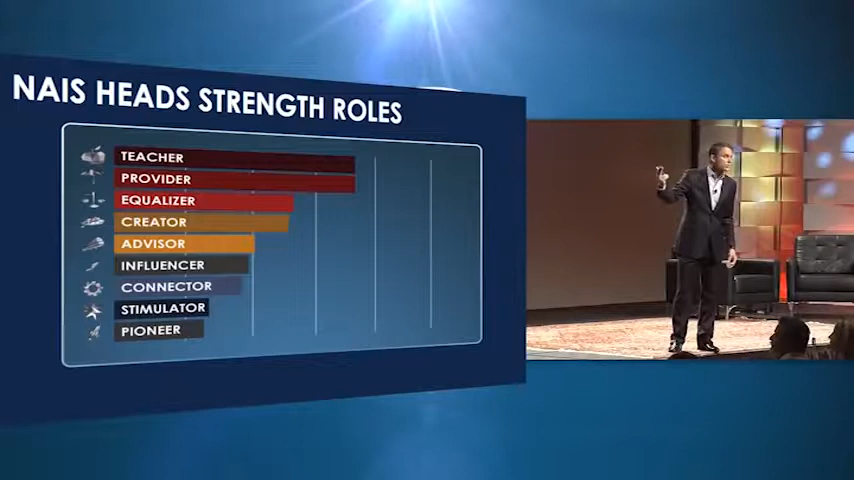 NAIS HEADS STRENGTH ROLES
TEACHER
PROVIDER
EQUALIZER
CREATOR
ADVISOR
INFLUENCER
CONNECTOR
STIMULATOR
PIONEER